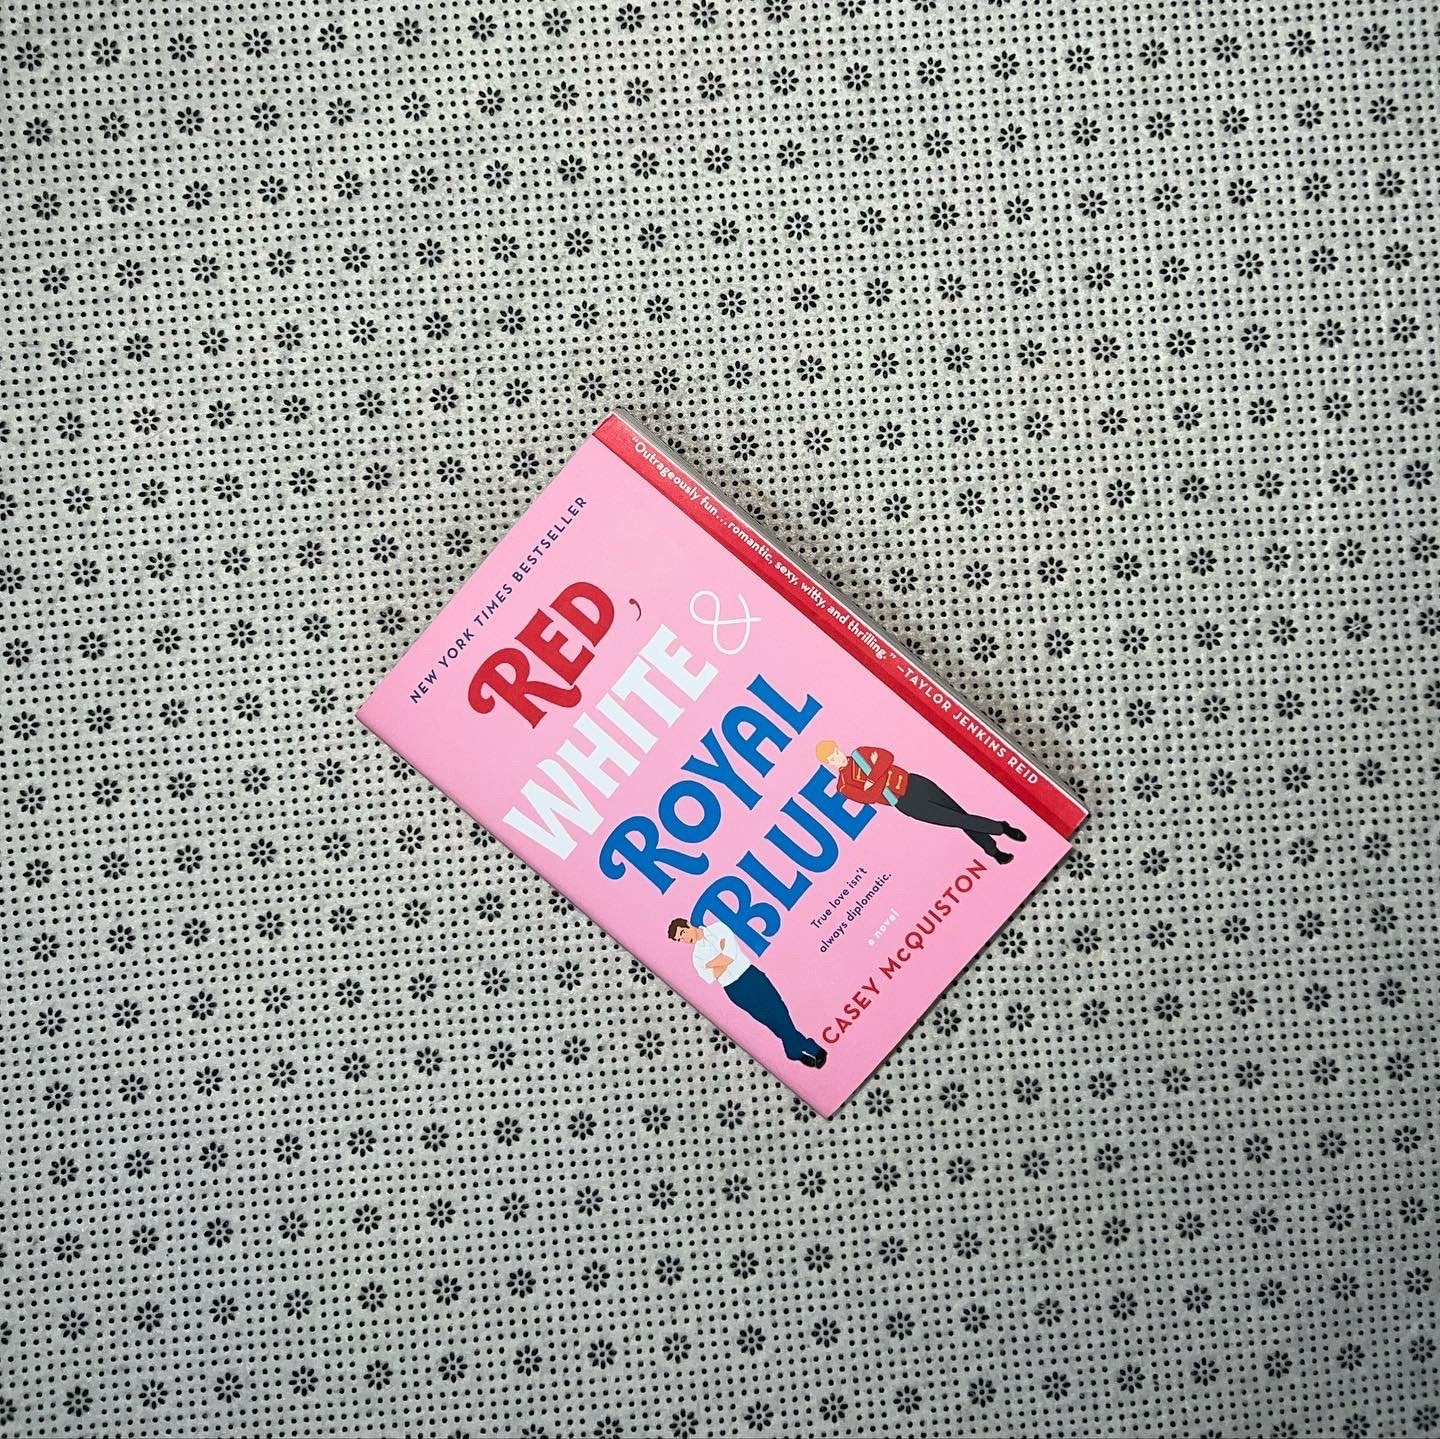 NEW YORK TIMES BESTSELLER
RED,
WHITE &
ROYAL
BLUE
True love isn't
always diplomatic.
a novel
CASEY McQUISTON
"Outrageously fun...romantic, sexy, witty, and thrilling." —TAYLOR JENKINS REID